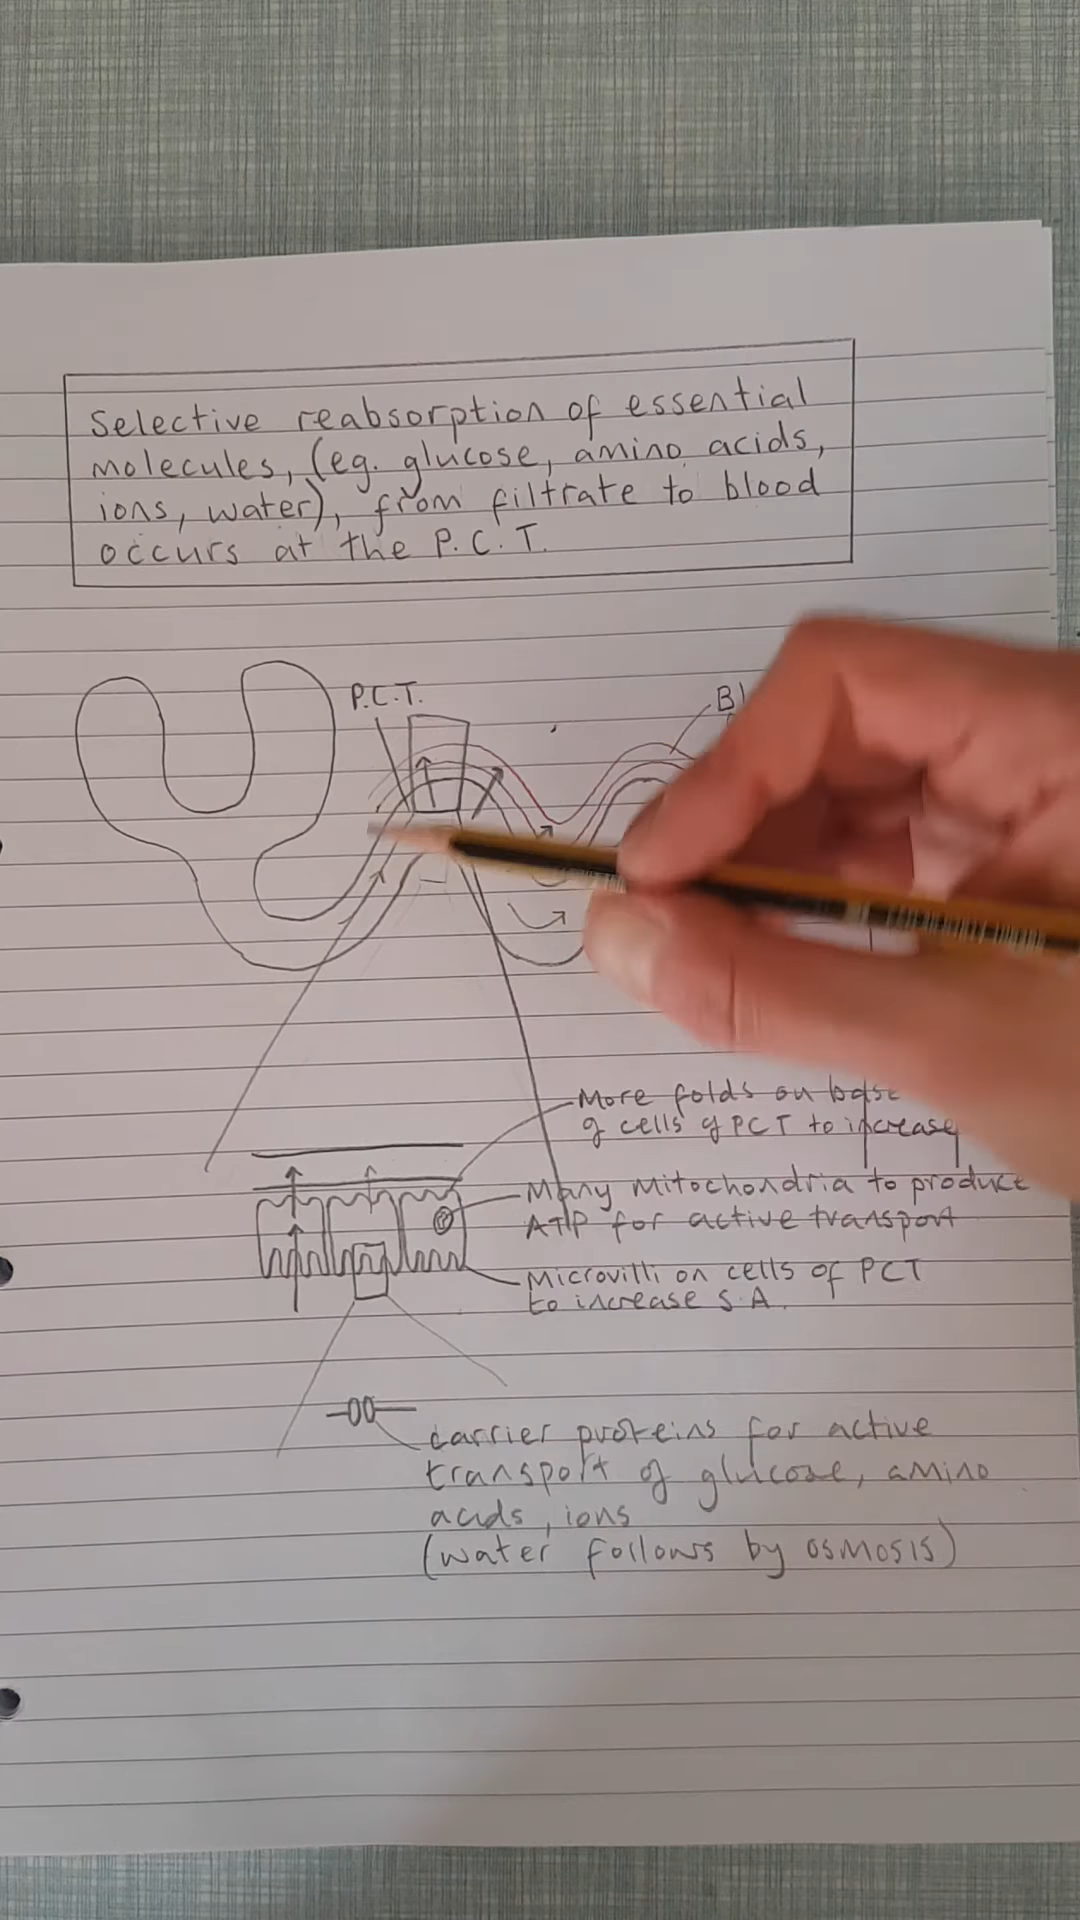 Selective reabsorption of essential
molecules, (eg. glucose, amino acids,
ions, water), from filtrate to blood
occurs at the P.C.T.
P.C.T.
Bl
More folds on base
of cells of PCT to increase
Many mitochondria to produce
ATP for active transport
Microvilli on cells of PCT
to increase S.A.
carrier proteins for active
transport of glucose, amino
acids, ions
(water follows by osmosis)